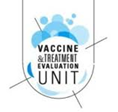 VACCINE
&TREATMENT
EVALUATION
UNIT